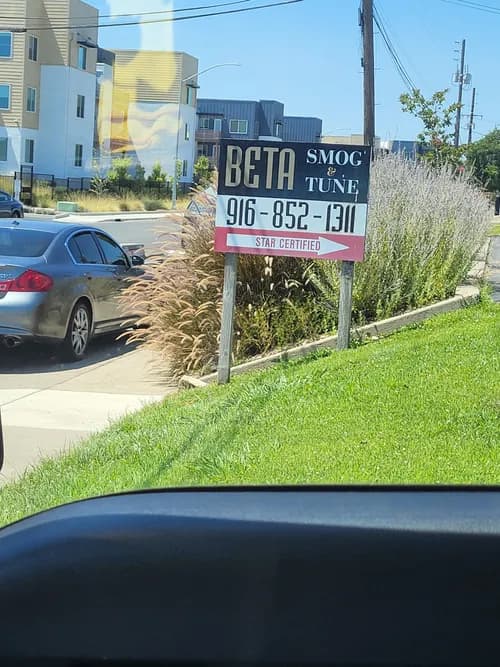 BETA SMOG
& TUNE
916-852-1311
STAR CERTIFIED